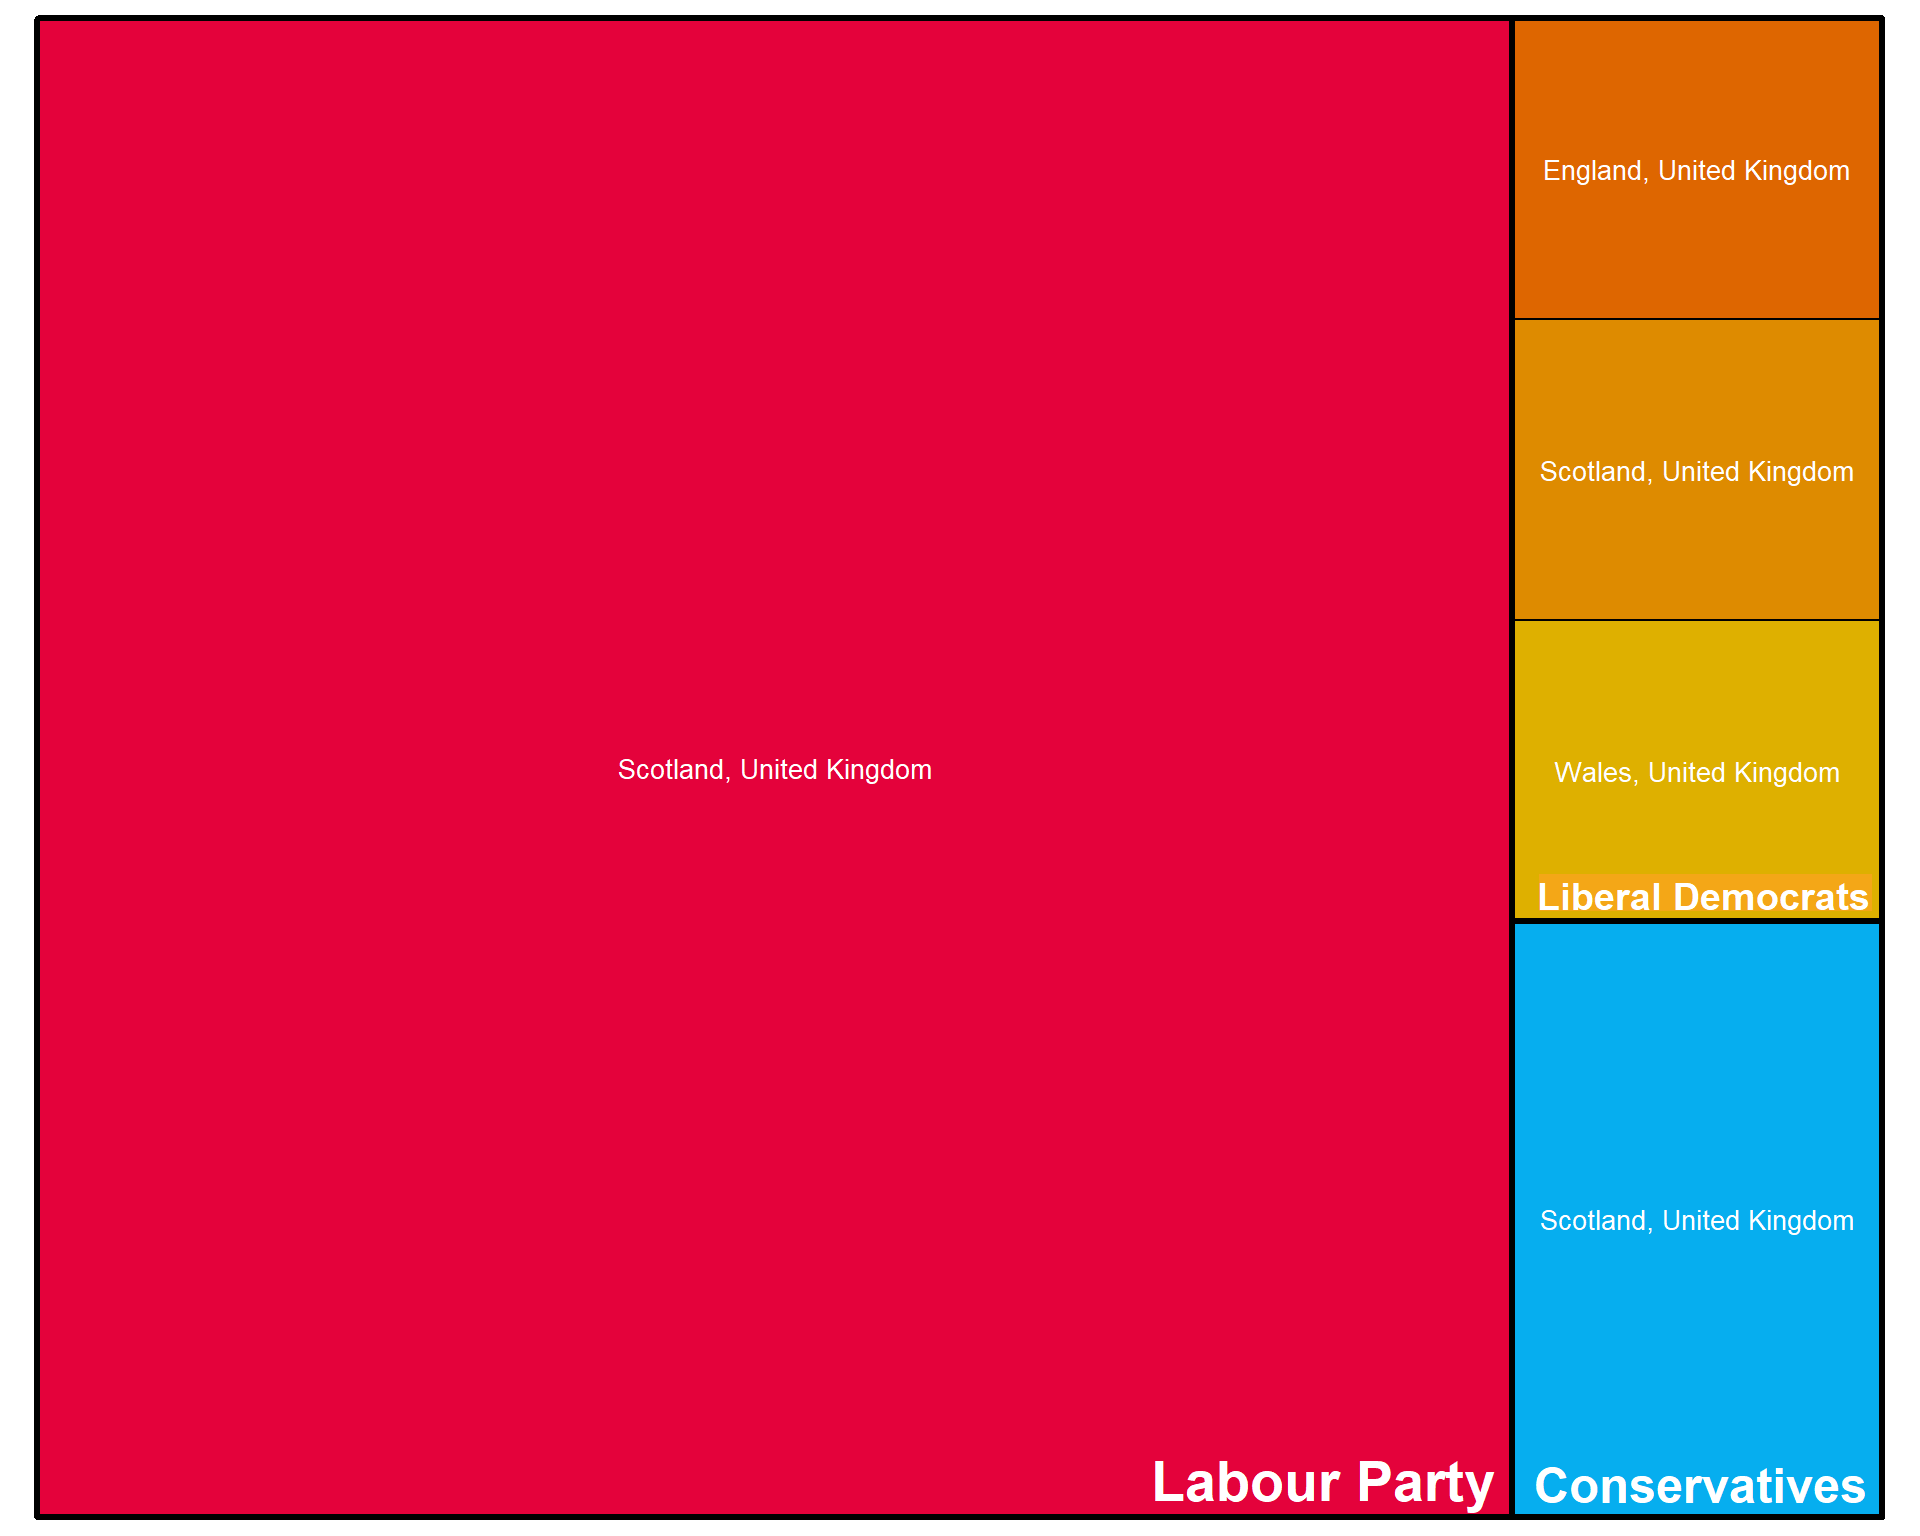 Scotland, United Kingdom
Labour Party
England, United Kingdom
Scotland, United Kingdom
Wales, United Kingdom
Liberal Democrats
Scotland, United Kingdom
Conservatives